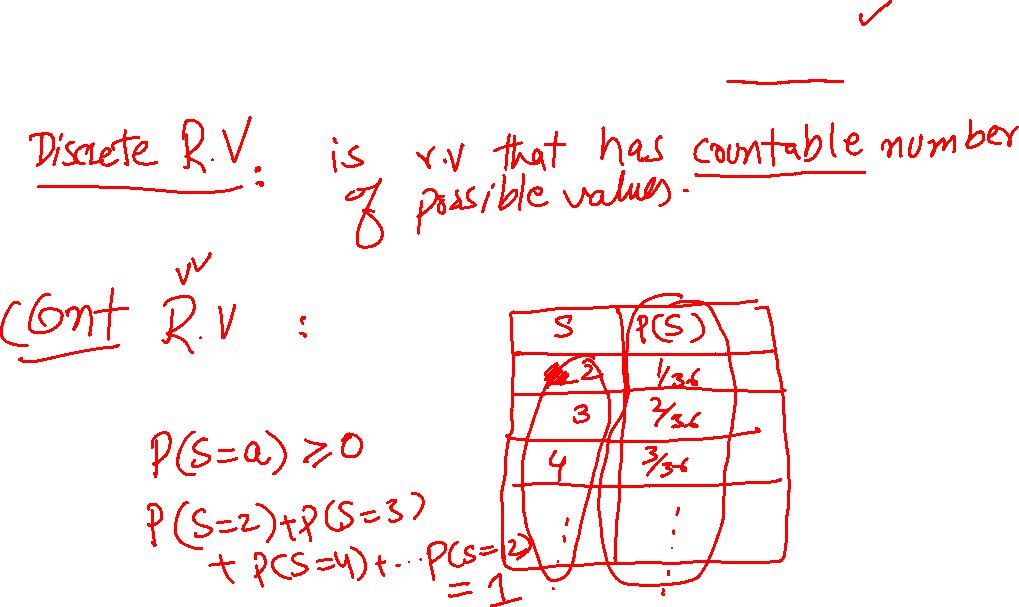 Discrete R.V. : is r.v that has countable number
of possible values.
Cont R.V :
S P(S)
2 1/36
3 2/36
4 3/36
⋮ ⋮
P(S=a) ≥ 0
P(S=2)+P(S=3)
+ P(S=4)+...P(S=12)
= 1